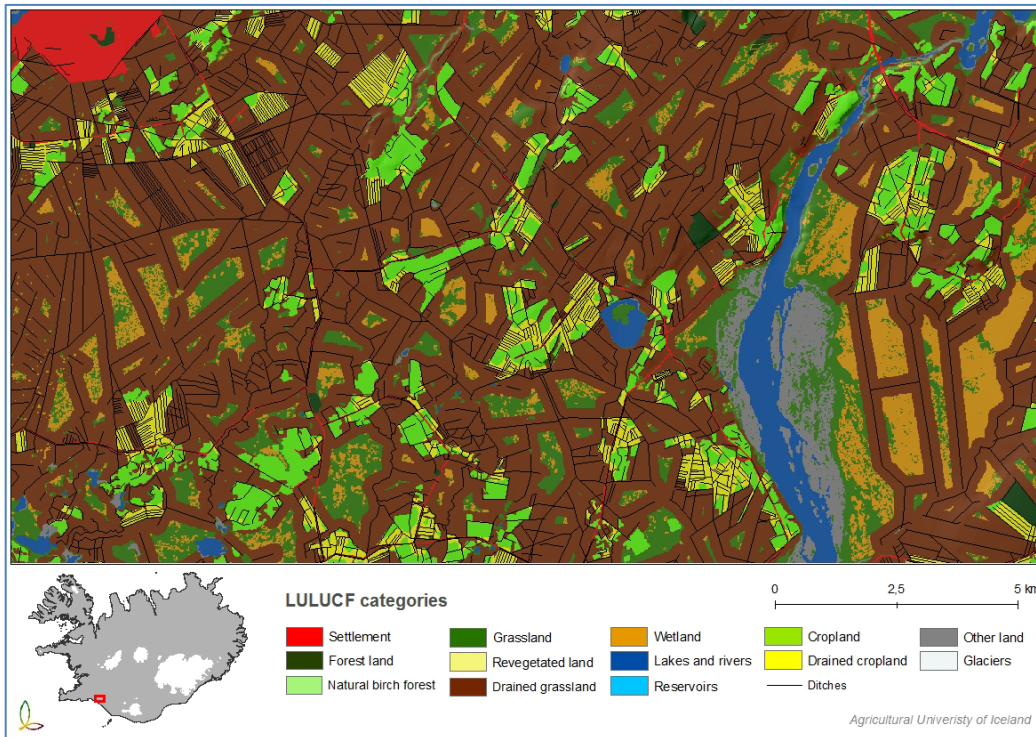 LULUCF categories
0 2,5 5 km
Settlement
Forest land
Natural birch forest
Grassland
Revegetated land
Drained grassland
Wetland
Lakes and rivers
Reservoirs
Cropland
Drained cropland
Ditches
Other land
Glaciers
Agricultural Univeristy of Iceland